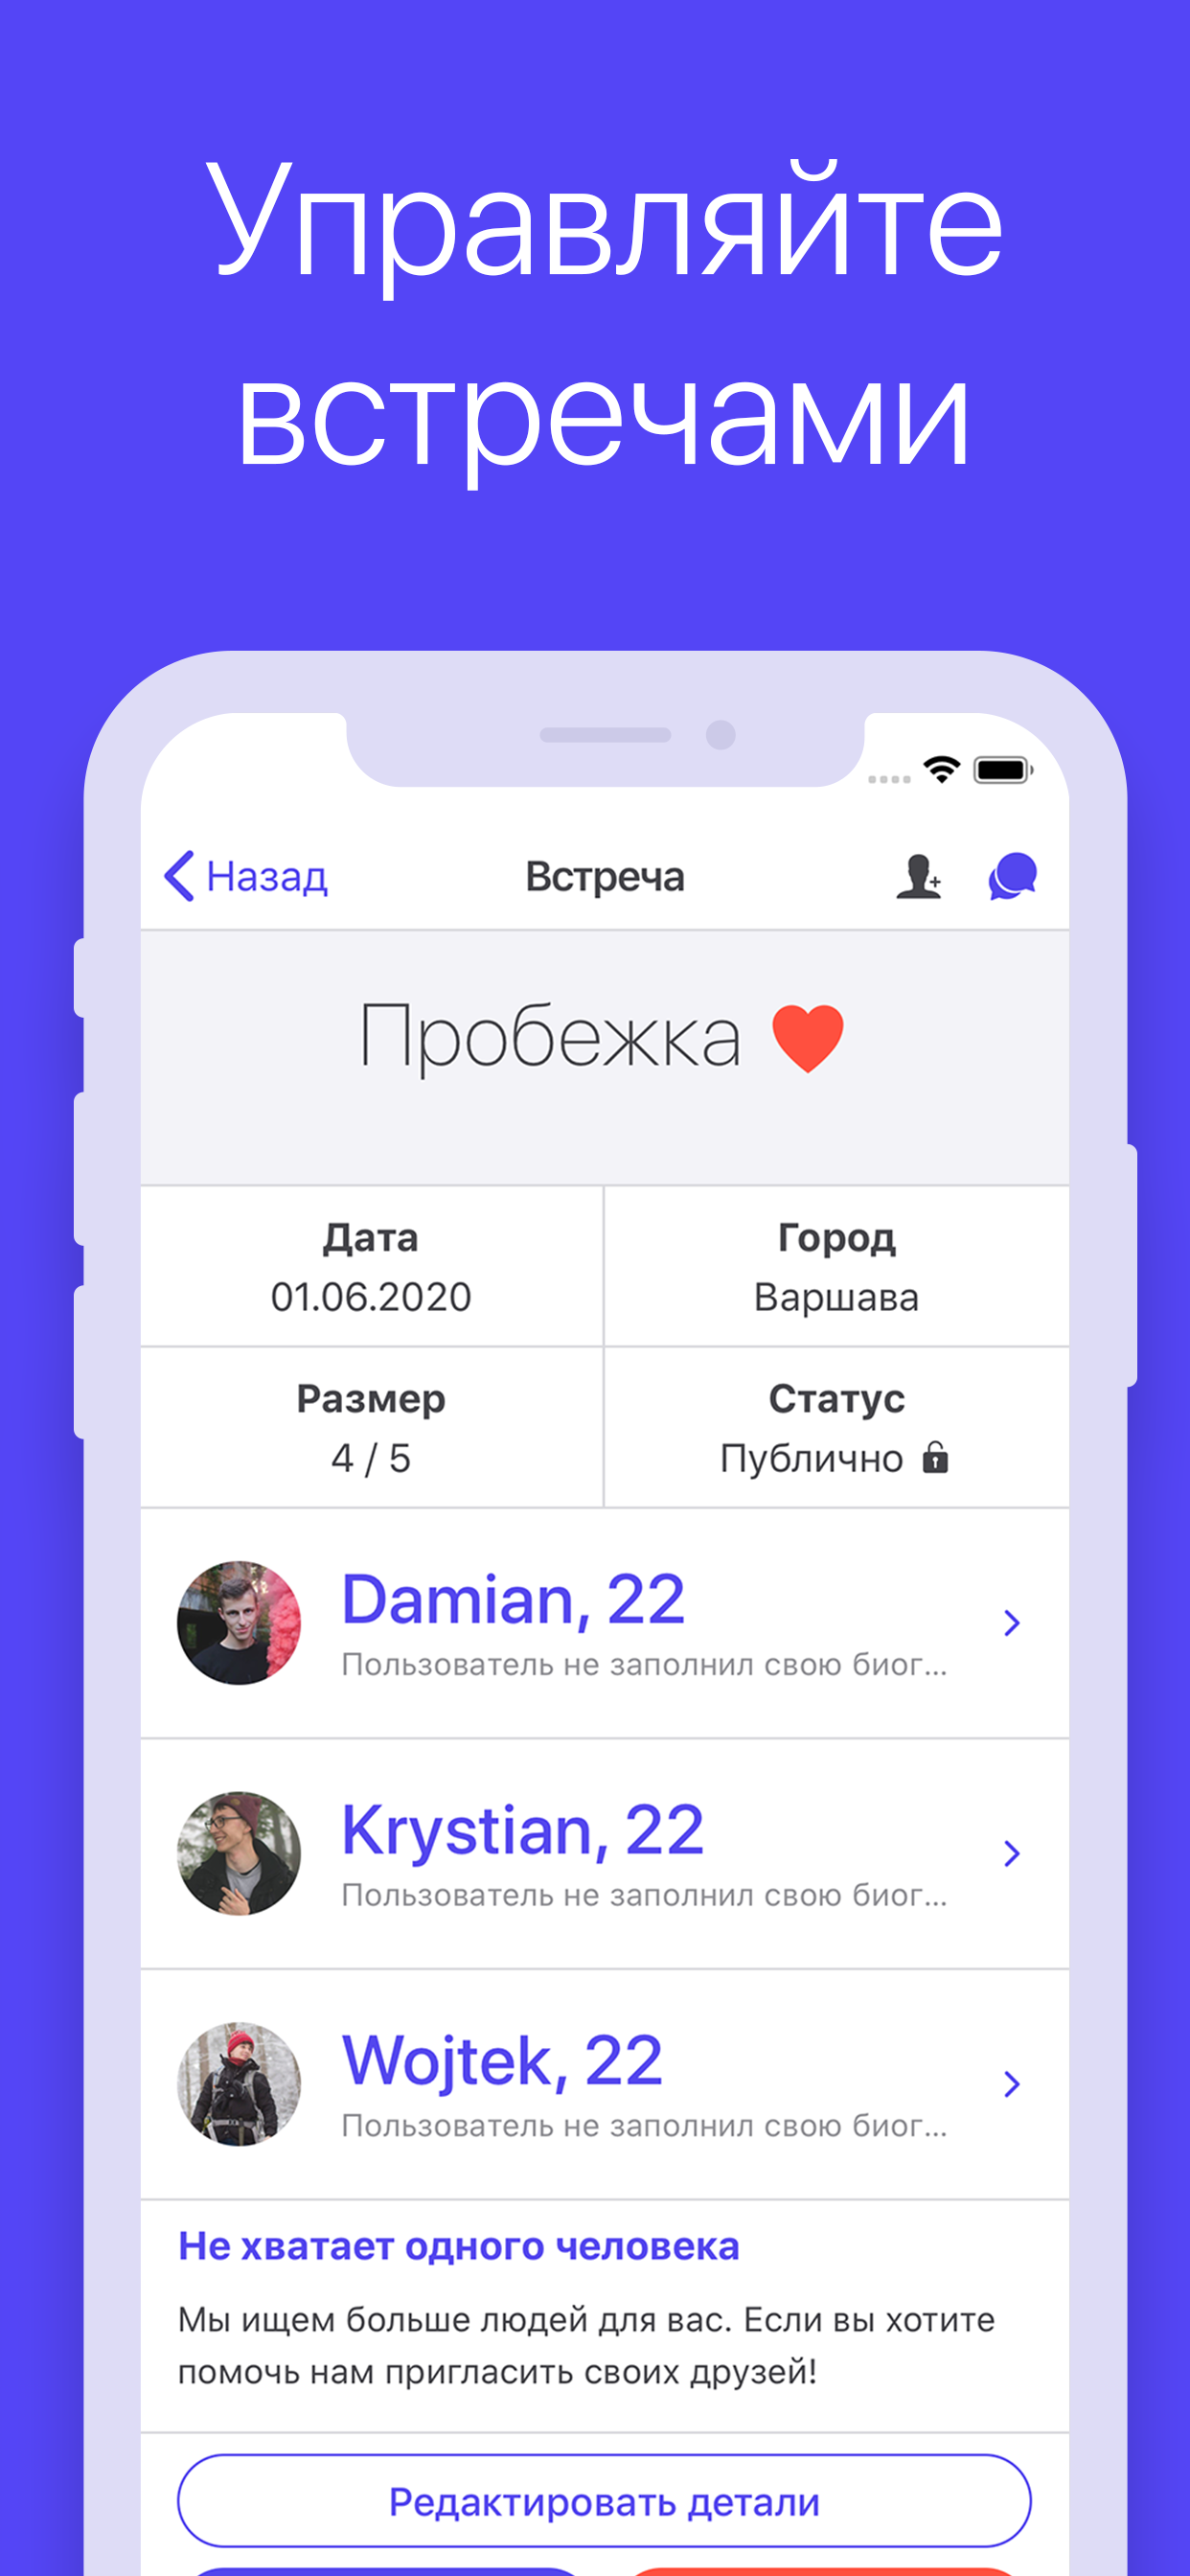 Управляйте
встречами
Назад
Встреча
Пробежка
Дата
01.06.2020
Город
Варшава
Размер
4 / 5
Статус
Публично
Damian, 22
Пользователь не заполнил свою биог...
Krystian, 22
Пользователь не заполнил свою биог...
Wojtek, 22
Пользователь не заполнил свою биог...
Не хватает одного человека
Мы ищем больше людей для вас. Если вы хотите
помочь нам пригласить своих друзей!
Редактировать детали